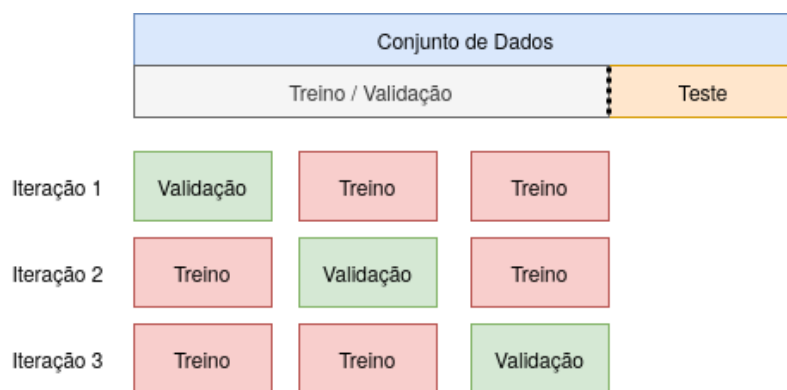 Conjunto de Dados
Treino / Validação Teste
Iteração 1 Validação Treino Treino
Iteração 2 Treino Validação Treino
Iteração 3 Treino Treino Validação